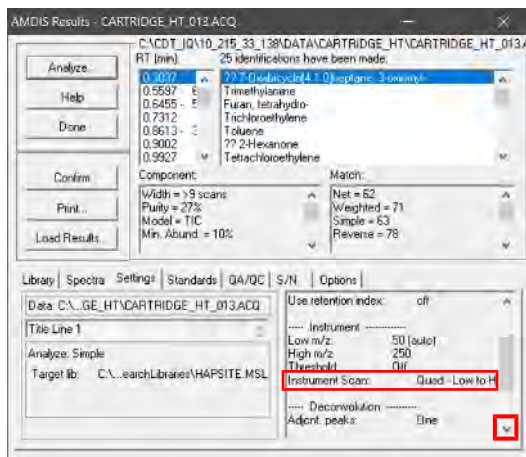 AMDIS Results - CARTRIDGE_HT_013.ACQ
C:\CDT_IQ\10_215_33_138\DATA\CARTRIDGE_HT\CARTRIDGE_HT_013.A
RT (min) 25 identifications have been made.
Analyze
Help
Done
0.3037 ?? 7-Oxabicyclo[4.1.0]heptane,
0.5597 Trimethylamine
0.6455 Furan, tetrahydro-
0.7312 Trichloroethylene
0.8613 Toluene
0.9002 ?? 2-Hexanone
0.9927 Tetrachloroethylene
Confirm
Print...
Load Results...
Component: Match:
Width = >9 scans Net = 62
Purity = 27% Weighted = 71
Model = TIC Simple = 63
Min. Abund. = 10% Reverse = 78
Library Spectra Settings Standards QA/QC S/N Options
Data: C:\...GE_HT\CARTRIDGE_HT_013.ACQ
Title Line 1
Analyze: Simple
Target lib: C:\...earchLibraries\HAPSITE.MSL
Use retention index: off
----- Instrument -----------
Low m/z: 50 (auto)
High m/z: 250
Threshold: Off
Instrument Scan: Quad - Low to H
----- Deconvolution ---------
Adjcnt. peaks: One